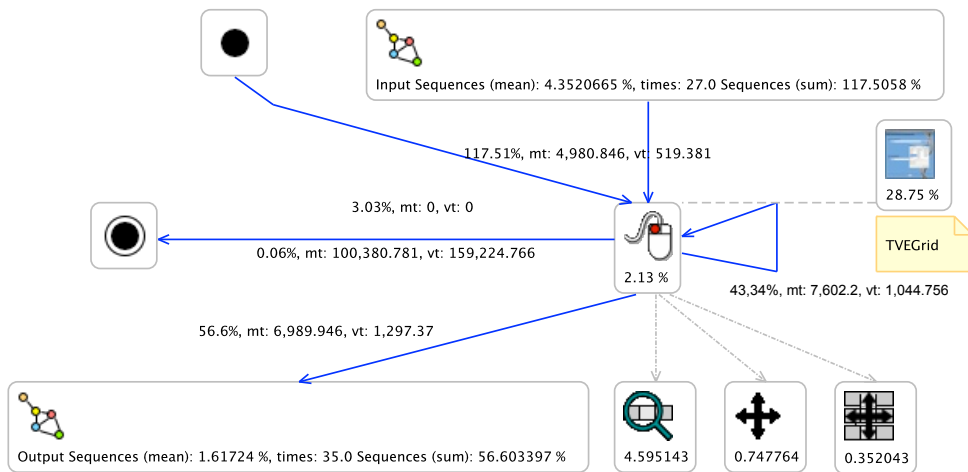 Input Sequences (mean): 4.3520665 %, times: 27.0 Sequences (sum): 117.5058 %
117.51%, mt: 4,980.846, vt: 519.381
28.75 %
3.03%, mt: 0, vt: 0
TVEGrid
0.06%, mt: 100,380.781, vt: 159,224.766
2.13 %
43,34%, mt: 7,602.2, vt: 1,044.756
56.6%, mt: 6,989.946, vt: 1,297.37
Output Sequences (mean): 1.61724 %, times: 35.0 Sequences (sum): 56.603397 %
4.595143
0.747764
0.352043